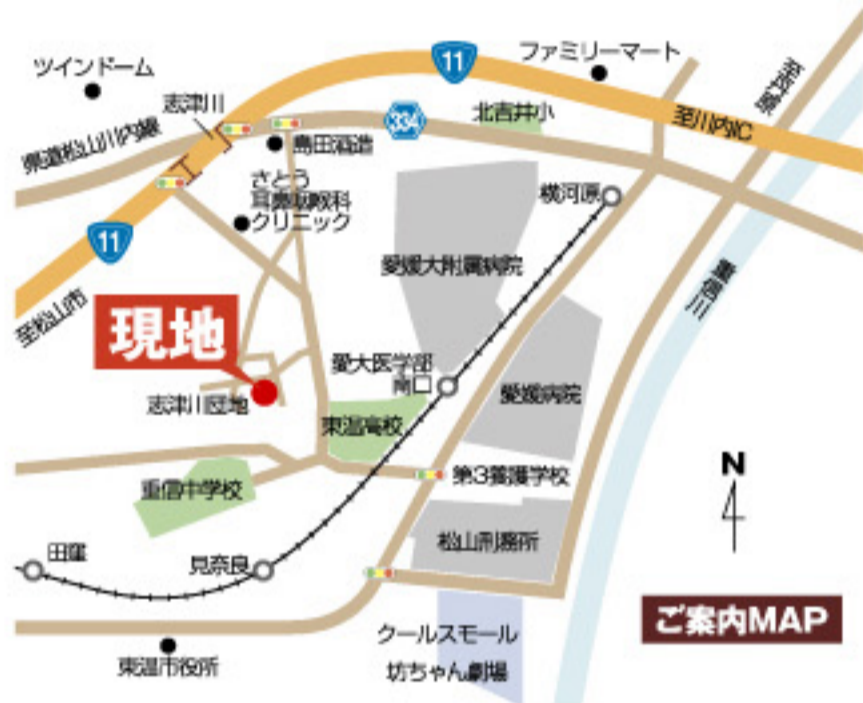 ファミリーマート
11
ツインドーム
志津川
県道松山川内線
334
北吉井小
至川内IC
島田酒造
さとう
耳鼻咽喉科
クリニック
横河原
11
愛媛大附属病院
重信川
至松山市
現地
愛大医学部
南口
愛媛病院
志津川団地
東温高校
第3養護学校
重信中学校
N
松山刑務所
田窪
見奈良
ご案内MAP
クールスモール
坊ちゃん劇場
東温市役所